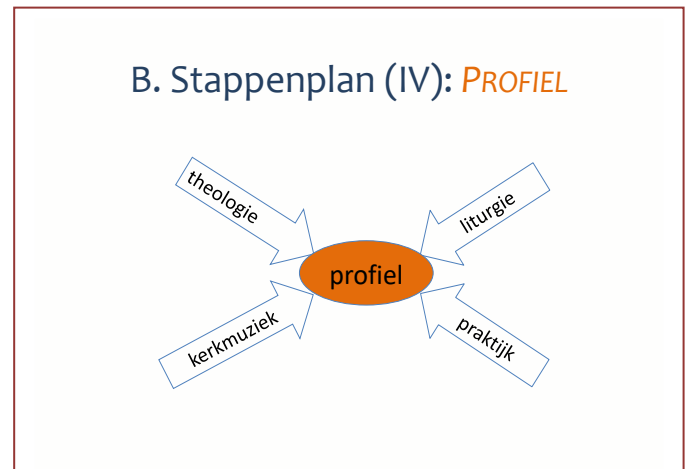 B. Stappenplan (IV): PROFIEL
theologie
liturgie
profiel
kerkmuziek
praktijk